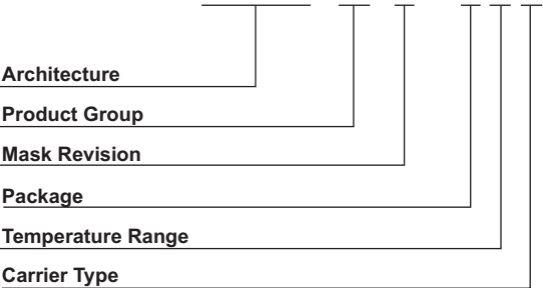 Architecture
Product Group
Mask Revision
Package
Temperature Range
Carrier Type